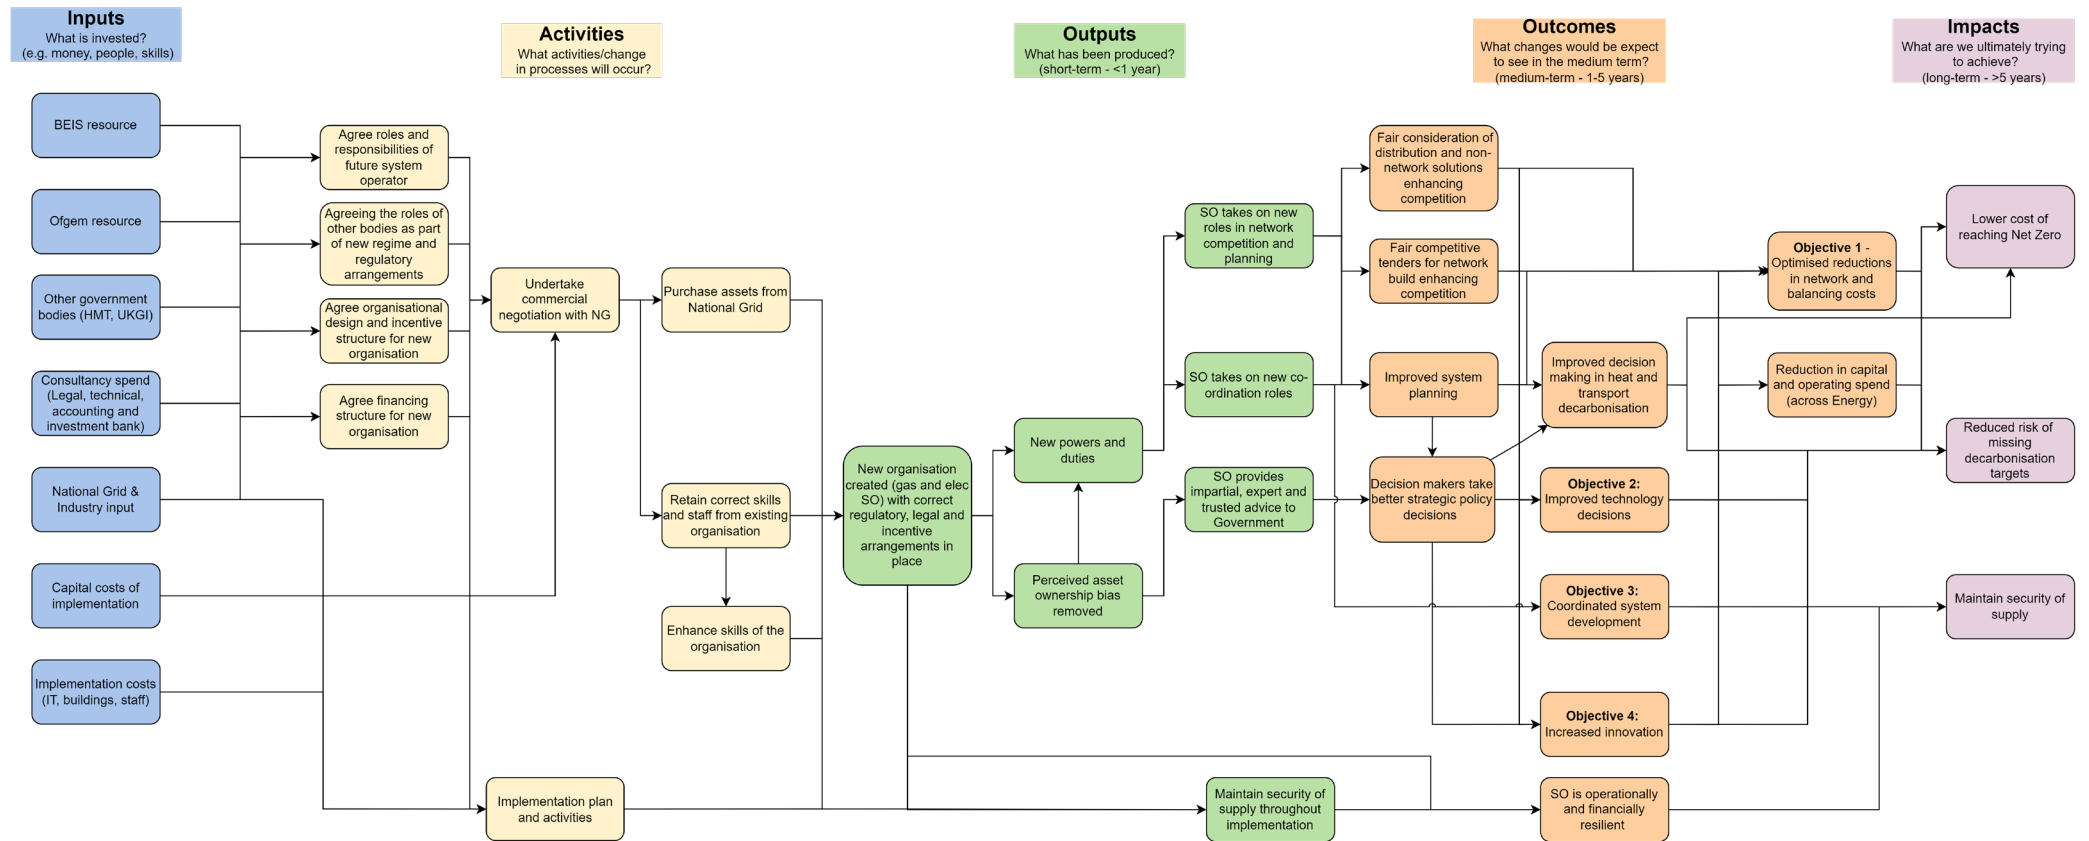 Inputs
What is invested?
(e.g. money, people, skills)
Activities
What activities/change
in processes will occur?
Outputs
What has been produced?
(short-term - <1 year)
Outcomes
What changes would be expect
to see in the medium term?
(medium-term - 1-5 years)
Impacts
What are we ultimately trying
to achieve?
(long-term - >5 years)
BEIS resource
Ofgem resource
Other government
bodies (HMT, UKGI)
Consultancy spend
(Legal, technical,
accounting and
investment bank)
National Grid &
Industry input
Capital costs of
implementation
Implementation costs
(IT, buildings, staff)
Agree roles and
responsibilities of
future system
operator
Agreeing the roles of
other bodies as part
of new regime and
regulatory
arrangements
Agree organisational
design and incentive
structure for new
organisation
Agree financing
structure for new
organisation
Undertake
commercial
negotiation with NG
Implementation plan
and activities
Purchase assets from
National Grid
Retain correct skills
and staff from existing
organisation
Enhance skills of the
organisation
New organisation
created (gas and elec
SO) with correct
regulatory, legal and
incentive
arrangements in
place
New powers and
duties
Perceived asset
ownership bias
removed
SO takes on new
roles in network
competition and
planning
SO takes on new co-
ordination roles
SO provides
impartial, expert and
trusted advice to
Government
Maintain security of
supply throughout
implementation
Fair consideration of
distribution and non-
network solutions
enhancing
competition
Fair competitive
tenders for network
build enhancing
competition
Improved system
planning
Decision makers take
better strategic policy
decisions
Improved decision
making in heat and
transport
decarbonisation
Objective 2:
Improved technology
decisions
Objective 3:
Coordinated system
development
Objective 4:
Increased innovation
SO is operationally
and financially
resilient
Objective 1 -
Optimised reductions
in network and
balancing costs
Reduction in capital
and operating spend
(across Energy)
Lower cost of
reaching Net Zero
Reduced risk of
missing
decarbonisation
targets
Maintain security of
supply